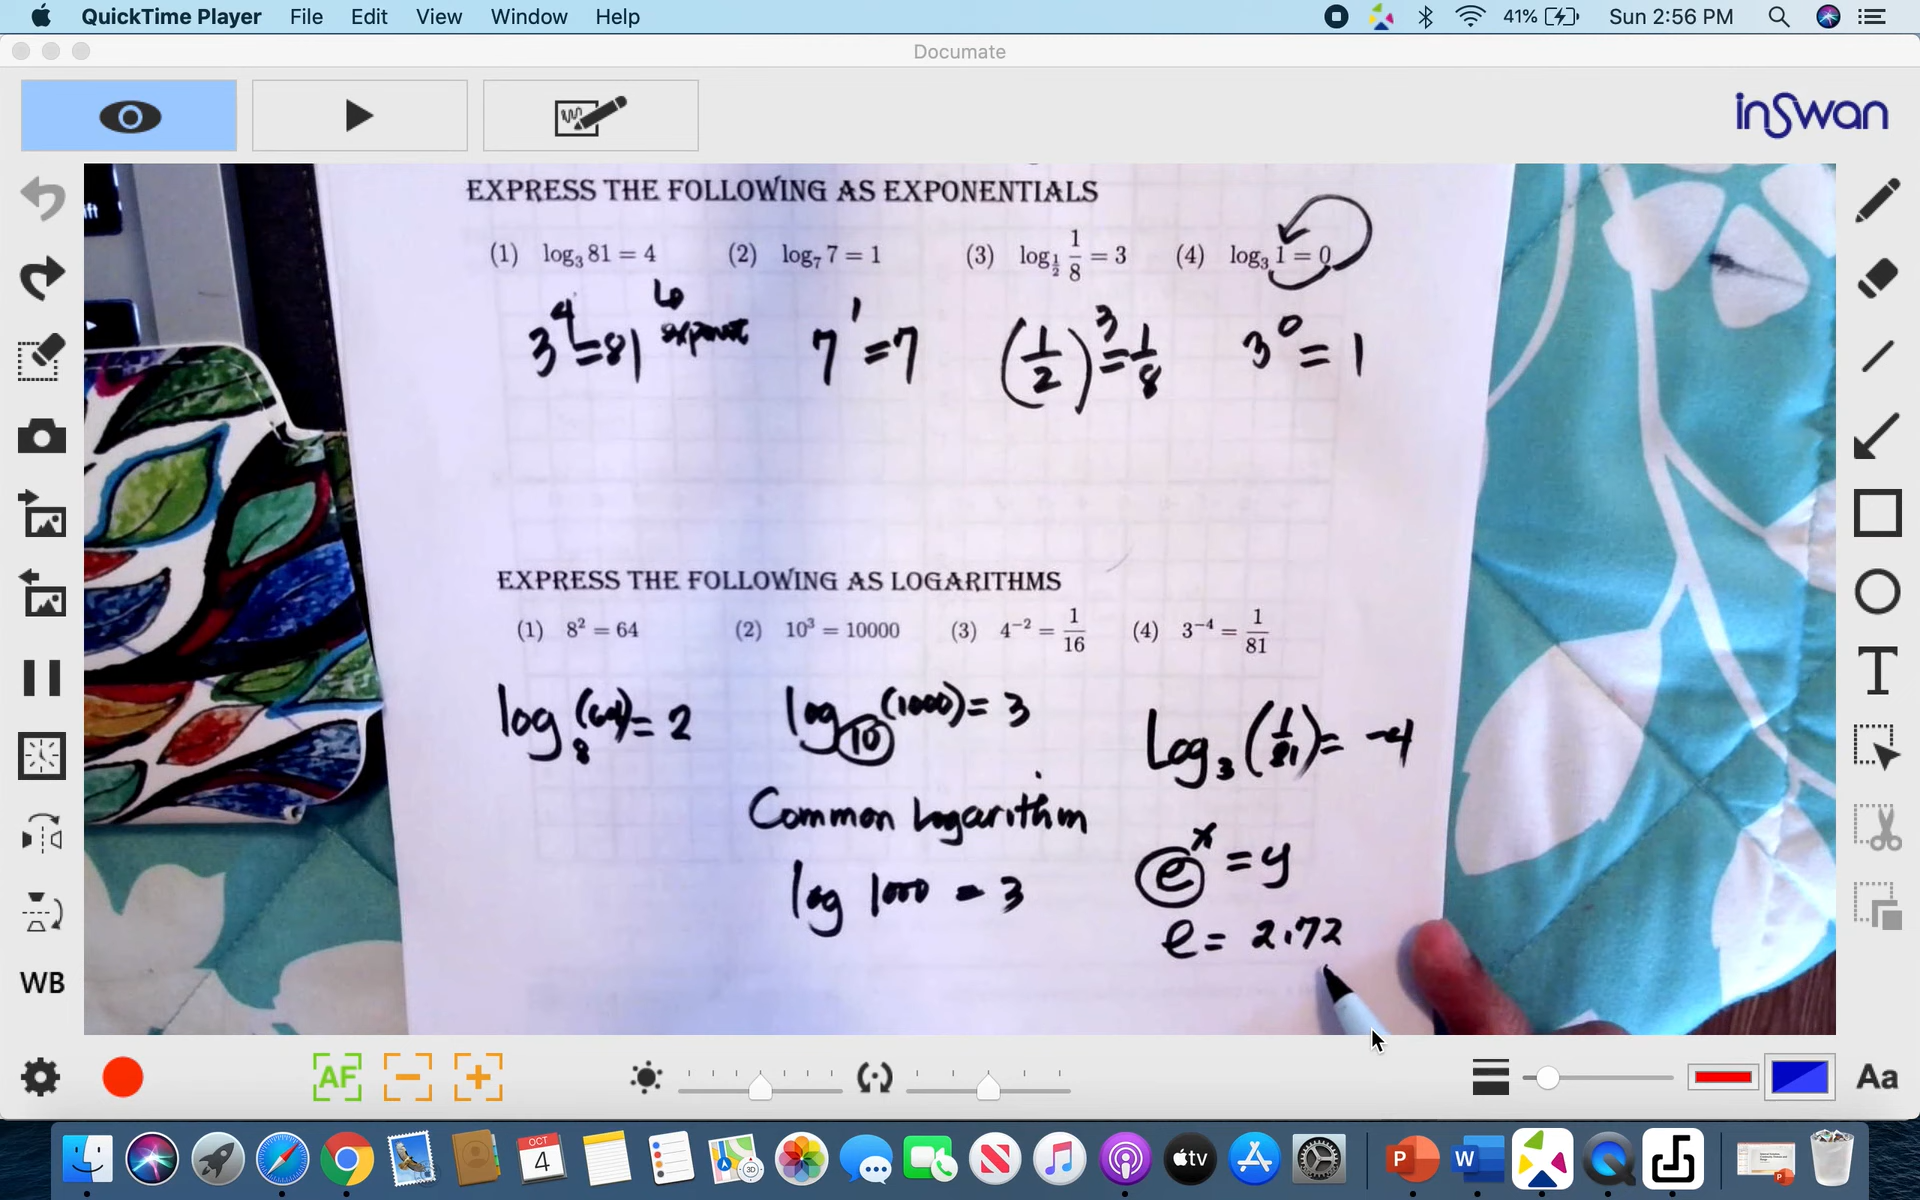 QuickTime Player File Edit View Window Help 41% Sun 2:56 PM
Documate
inSwan
EXPRESS THE FOLLOWING AS EXPONENTIALS
(1) log₃ 81 = 4 (2) log₇ 7 = 1 (3) log_{1/2} 1/8 = 3 (4) log₃ 1 = 0
3⁴ = 81 7¹ = 7 (1/2)³ = 1/8 3⁰ = 1
EXPRESS THE FOLLOWING AS LOGARITHMS
(1) 8² = 64 (2) 10³ = 10000 (3) 4⁻² = 1/16 (4) 3⁻⁴ = 1/81
log₈ (64) = 2 log₁₀ (1000) = 3 Log₃ (1/81) = -4
Common Logarithm
eˣ = y
log 1000 = 3
e = 2.72
WB
AF
Aa
T
OCT
4
3D
tv
P
W
P